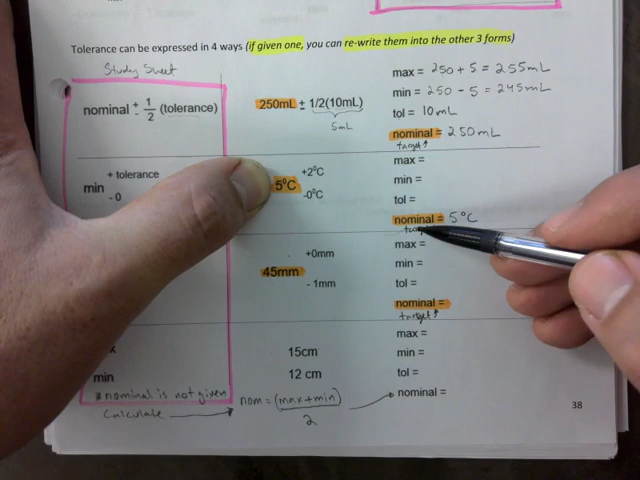 Tolerance can be expressed in 4 ways (if given one, you can re-write them into the other 3 forms)
Study Sheet
nominal ± 1/2 (tolerance)
250mL ± 1/2(10mL)
5mL
max = 250 + 5 = 255mL
min = 250 - 5 = 245mL
tol = 10mL
nominal = 250mL
target↑
min + tolerance
- 0
5°C +2°C
-0°C
max =
min =
tol =
nominal = 5°C
45mm +0mm
- 1mm
max =
min =
tol =
nominal =
target↑
15cm
min 12 cm
max =
min =
tol =
nominal =
* nominal is not given
Calculate → nom = (max+min)/2
38